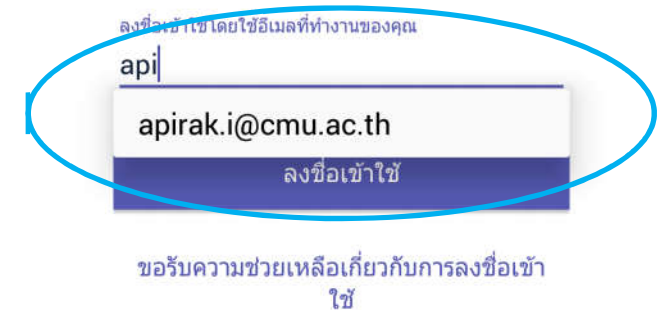 ลงชื่อเข้าใช้โดยใช้อีเมลที่ทำงานของคุณ
api
apirak.i@cmu.ac.th
ลงชื่อเข้าใช้
ขอรับความช่วยเหลือเกี่ยวกับการลงชื่อเข้า
ใช้